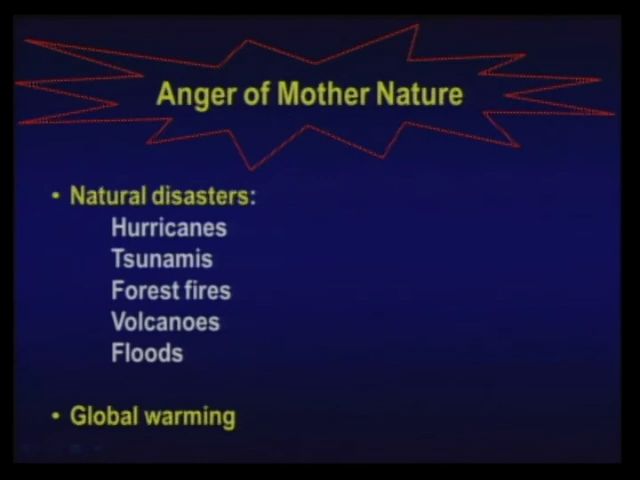 Anger of Mother Nature
• Natural disasters:
Hurricanes
Tsunamis
Forest fires
Volcanoes
Floods
• Global warming